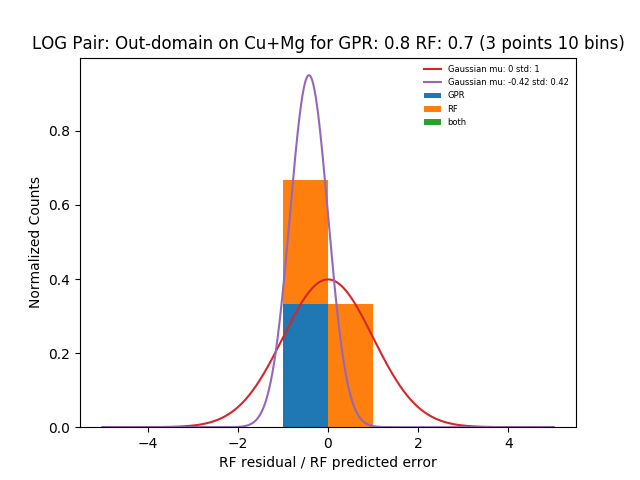 LOG Pair: Out-domain on Cu+Mg for GPR: 0.8 RF: 0.7 (3 points 10 bins)
Gaussian mu: 0 std: 1
Gaussian mu: -0.42 std: 0.42
GPR
RF
both
Normalized Counts
0.8
0.6
0.4
0.2
0.0
−4 −2 0 2 4
RF residual / RF predicted error